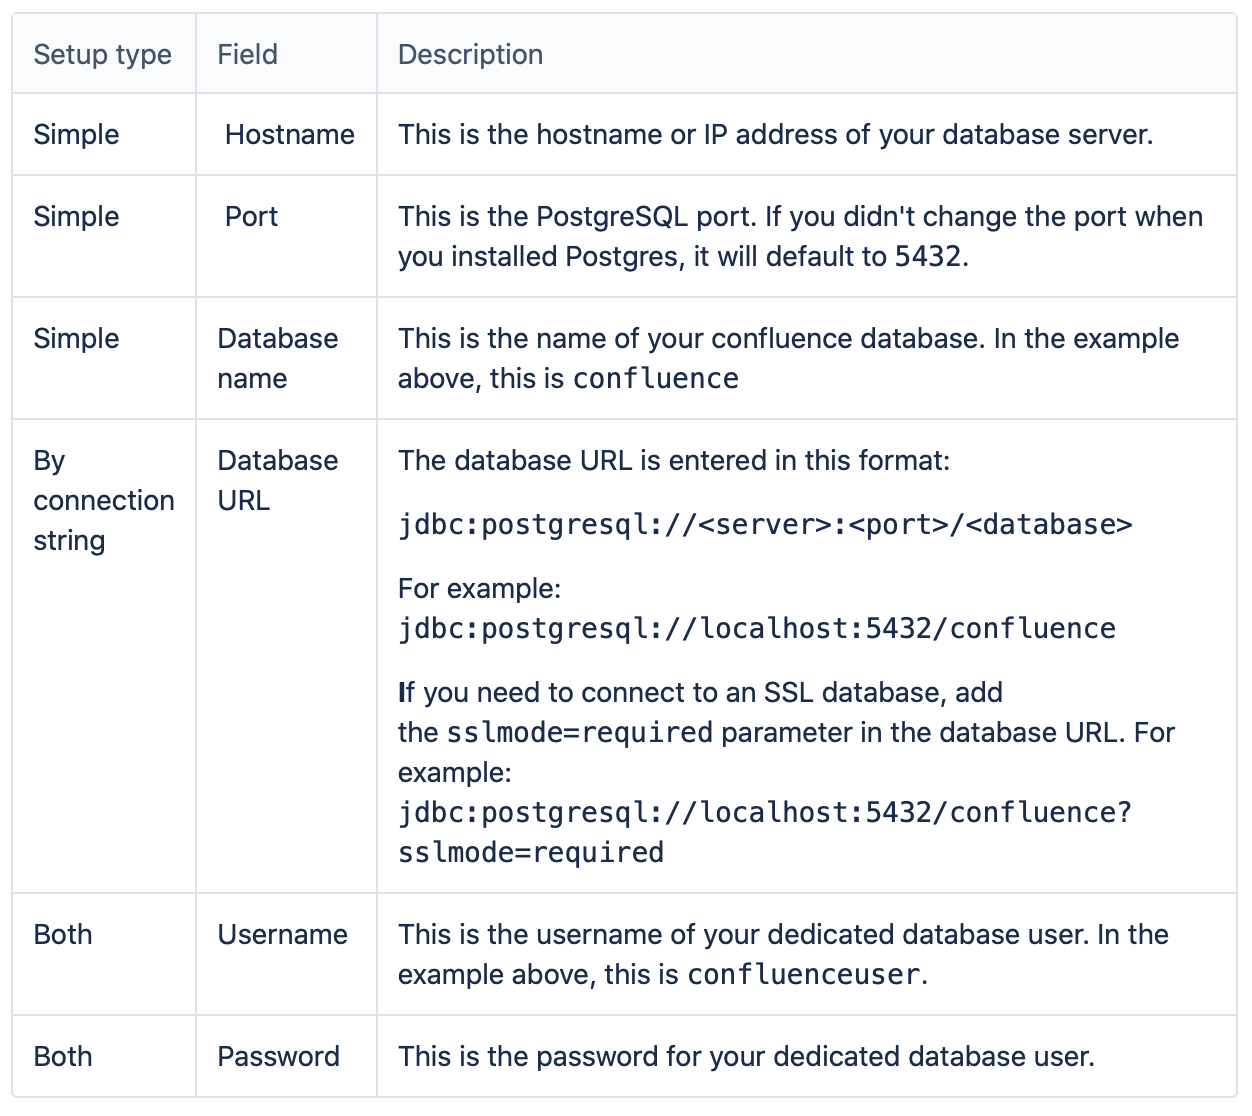 Setup type
Field
Description
Simple
Hostname
This is the hostname or IP address of your database server.
Simple
Port
This is the PostgreSQL port. If you didn't change the port when
you installed Postgres, it will default to 5432.
Simple
Database
name
This is the name of your confluence database. In the example
above, this is confluence
By
connection
string
Database
URL
The database URL is entered in this format:
jdbc:postgresql://<server>:<port>/<database>
For example:
jdbc:postgresql://localhost:5432/confluence
If you need to connect to an SSL database, add
the sslmode=required parameter in the database URL. For
example:
jdbc:postgresql://localhost:5432/confluence?
sslmode=required
Both
Username
This is the username of your dedicated database user. In the
example above, this is confluenceuser.
Both
Password
This is the password for your dedicated database user.